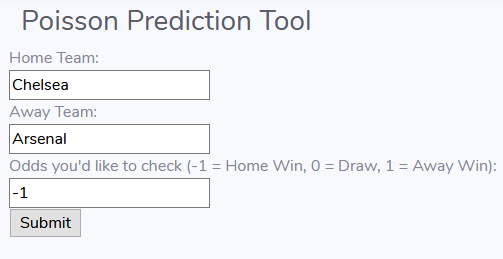 Poisson Prediction Tool
Home Team:
Chelsea
Away Team:
Arsenal
Odds you'd like to check (-1 = Home Win, 0 = Draw, 1 = Away Win):
-1
Submit